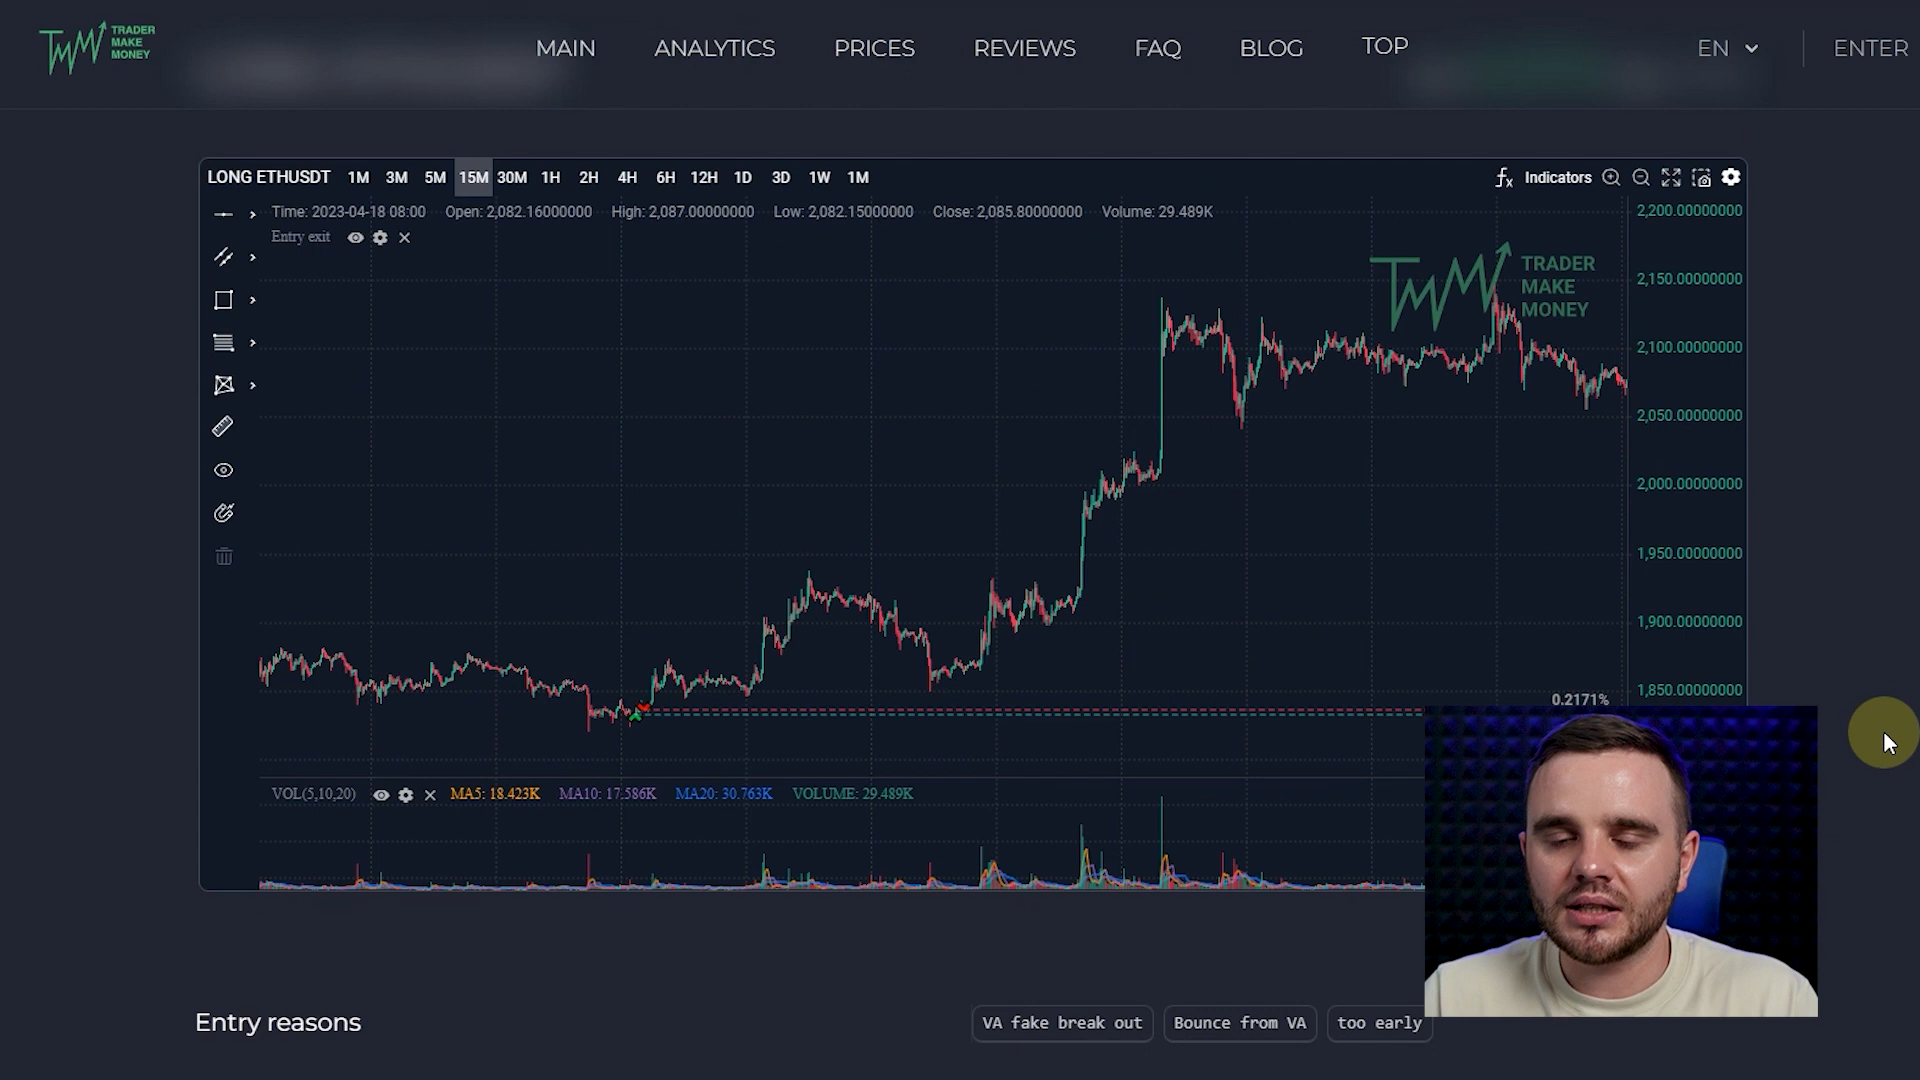 TRADER
MAKE
MONEY
MAIN ANALYTICS PRICES REVIEWS FAQ BLOG TOP EN ENTER
LONG ETHUSDT 1M 3M 5M 15M 30M 1H 2H 4H 6H 12H 1D 3D 1W 1M Indicators
Time: 2023-04-18 08:00 Open: 2,082.16000000 High: 2,087.00000000 Low: 2,082.15000000 Close: 2,085.80000000 Volume: 29.489K
Entry exit
2,200.00000000
TRADER
MAKE
MONEY
2,150.00000000
2,100.00000000
2,050.00000000
2,000.00000000
1,950.00000000
1,900.00000000
1,850.00000000
0.2171%
VOL(5,10,20) MA5: 18.423K MA10: 17.586K MA20: 30.763K VOLUME: 29.489K
Entry reasons
VA fake break out
Bounce from VA
too early